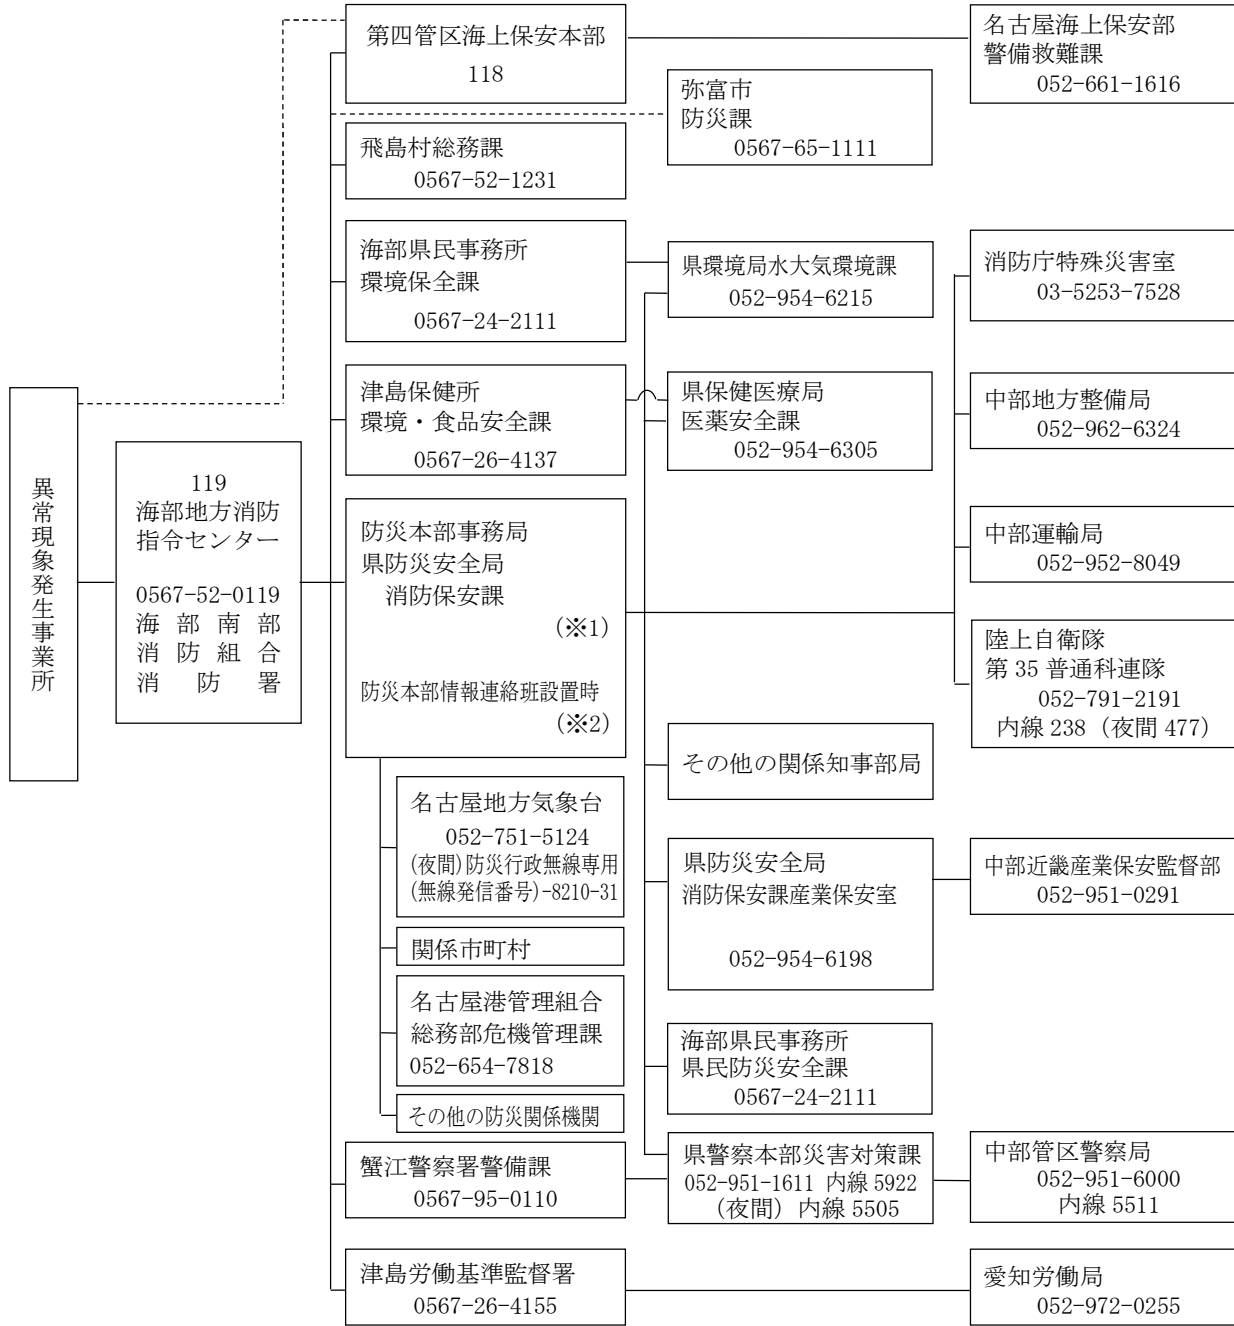 異常現象発生事業所
119
海部地方消防
指令センター
0567-52-0119
海部南部
消防組合
消防署
第四管区海上保安本部
118
飛島村総務課
0567-52-1231
海部県民事務所
環境保全課
0567-24-2111
津島保健所
環境・食品安全課
0567-26-4137
防災本部事務局
県防災安全局
消防保安課
(※1)
防災本部情報連絡班設置時
(※2)
名古屋地方気象台
052-751-5124
(夜間)防災行政無線専用
(無線発信番号)-8210-31
関係市町村
名古屋港管理組合
総務部危機管理課
052-654-7818
その他の防災関係機関
蟹江警察署警備課
0567-95-0110
津島労働基準監督署
0567-26-4155
弥富市
防災課
0567-65-1111
県環境局水大気環境課
052-954-6215
県保健医療局
医薬安全課
052-954-6305
その他の関係知事部局
県防災安全局
消防保安課産業保安室
052-954-6198
海部県民事務所
県民防災安全課
0567-24-2111
県警察本部災害対策課
052-951-1611 内線 5922
(夜間) 内線 5505
名古屋海上保安部
警備救難課
052-661-1616
消防庁特殊災害室
03-5253-7528
中部地方整備局
052-962-6324
中部運輸局
052-952-8049
陸上自衛隊
第 35 普通科連隊
052-791-2191
内線 238（夜間 477）
中部近畿産業保安監督部
052-951-0291
中部管区警察局
052-951-6000
内線 5511
愛知労働局
052-972-0255